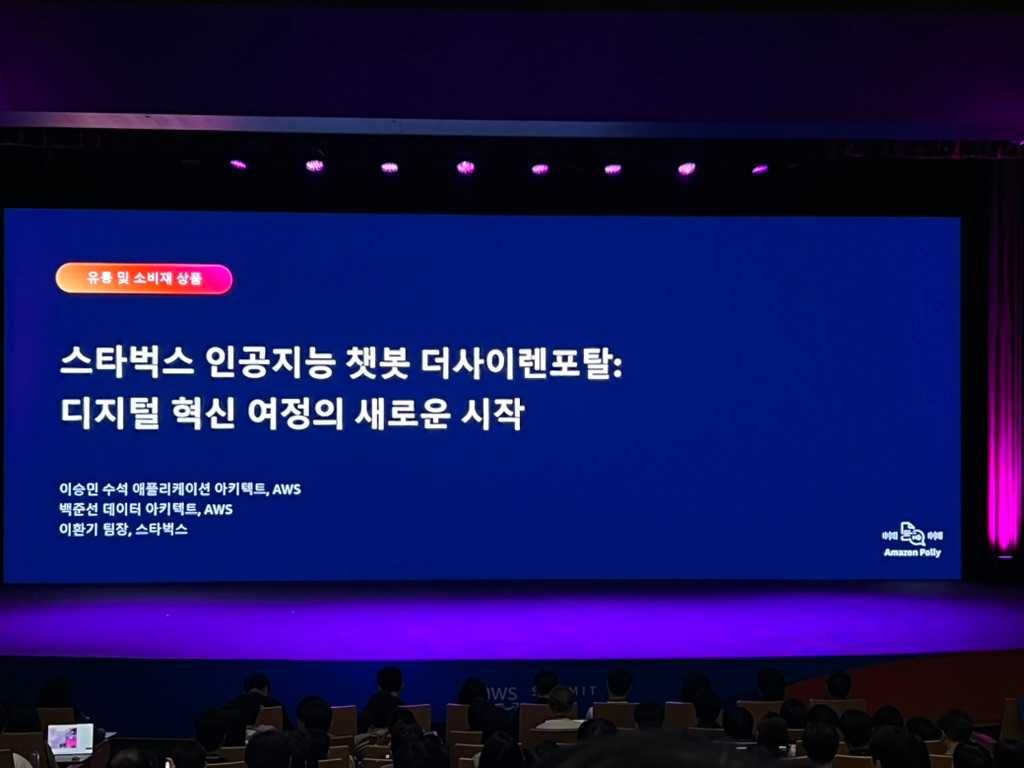 유통 및 소비재 상품
스타벅스 인공지능 챗봇 더사이렌포탈:
디지털 혁신 여정의 새로운 시작
이승민 수석 애플리케이션 아키텍트, AWS
백준선 데이터 아키텍트, AWS
이환기 팀장, 스타벅스
Amazon Polly
AWS SUMMIT